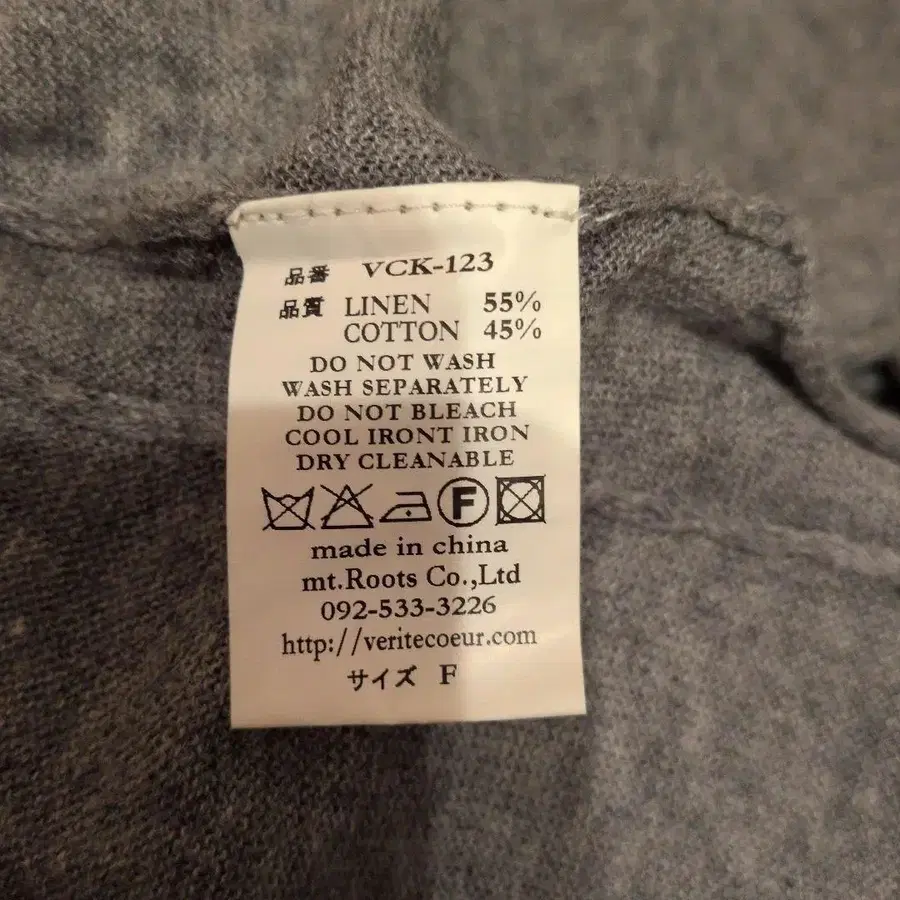 品番 VCK-123
品質 LINEN 55%
COTTON 45%
DO NOT WASH
WASH SEPARATELY
DO NOT BLEACH
COOL IRONT IRON
DRY CLEANABLE
F
made in china
mt.Roots Co.,Ltd
092-533-3226
http://veritecoeur.com
サイズ F